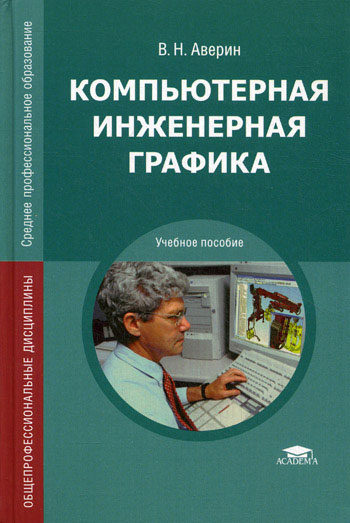 В. Н. Аверин
КОМПЬЮТЕРНАЯ
ИНЖЕНЕРНАЯ
ГРАФИКА
Учебное пособие
Среднее профессиональное образование
ОБЩЕПРОФЕССИОНАЛЬНЫЕ ДИСЦИПЛИНЫ
ACADEMA